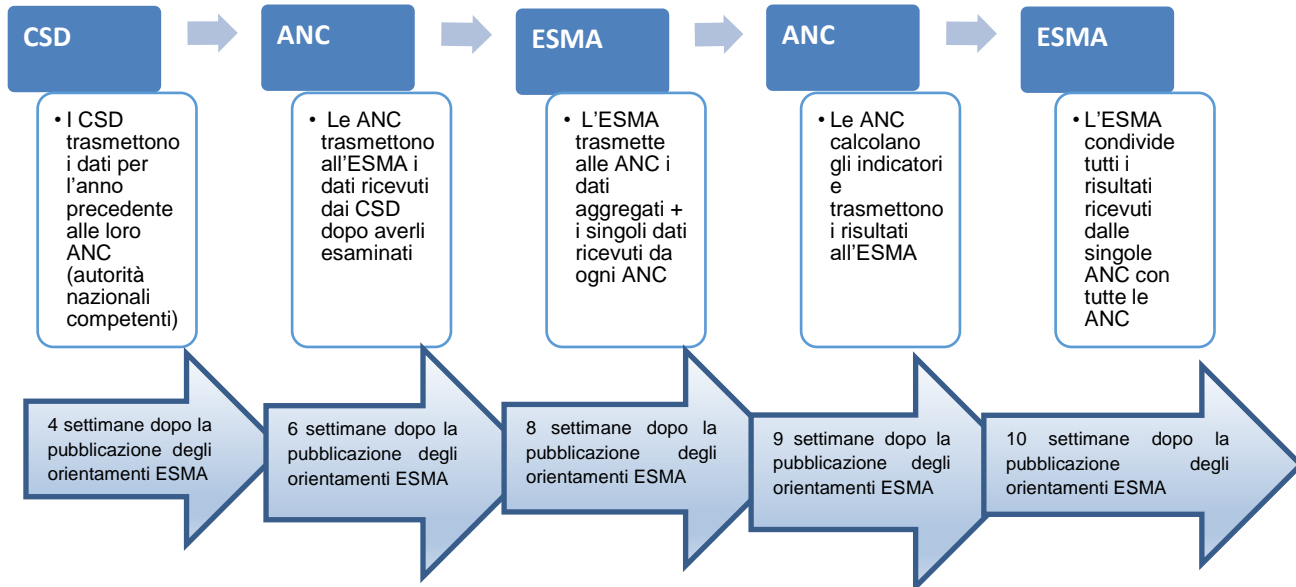 CSD
ANC
ESMA
ANC
ESMA
• I CSD
trasmettono
i dati per
l'anno
precedente
alle loro
ANC
(autorità
nazionali
competenti)
• Le ANC
trasmettono
all'ESMA i
dati ricevuti
dai CSD
dopo averli
esaminati
• L'ESMA
trasmette
alle ANC i
dati
aggregati +
i singoli dati
ricevuti da
ogni ANC
• Le ANC
calcolano
gli indicatori
e
trasmettono
i risultati
all'ESMA
• L'ESMA
condivide
tutti i
risultati
ricevuti
dalle
singole
ANC con
tutte le
ANC
4 settimane dopo la
pubblicazione degli
orientamenti ESMA
6 settimane dopo la
pubblicazione degli
orientamenti ESMA
8 settimane dopo la
pubblicazione degli
orientamenti ESMA
9 settimane dopo la
pubblicazione degli
orientamenti ESMA
10 settimane dopo la
pubblicazione degli
orientamenti ESMA